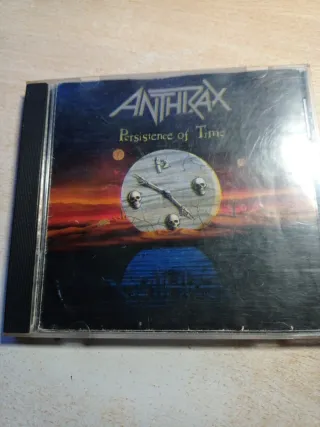 ANTHRAX
Persistence of Time
12